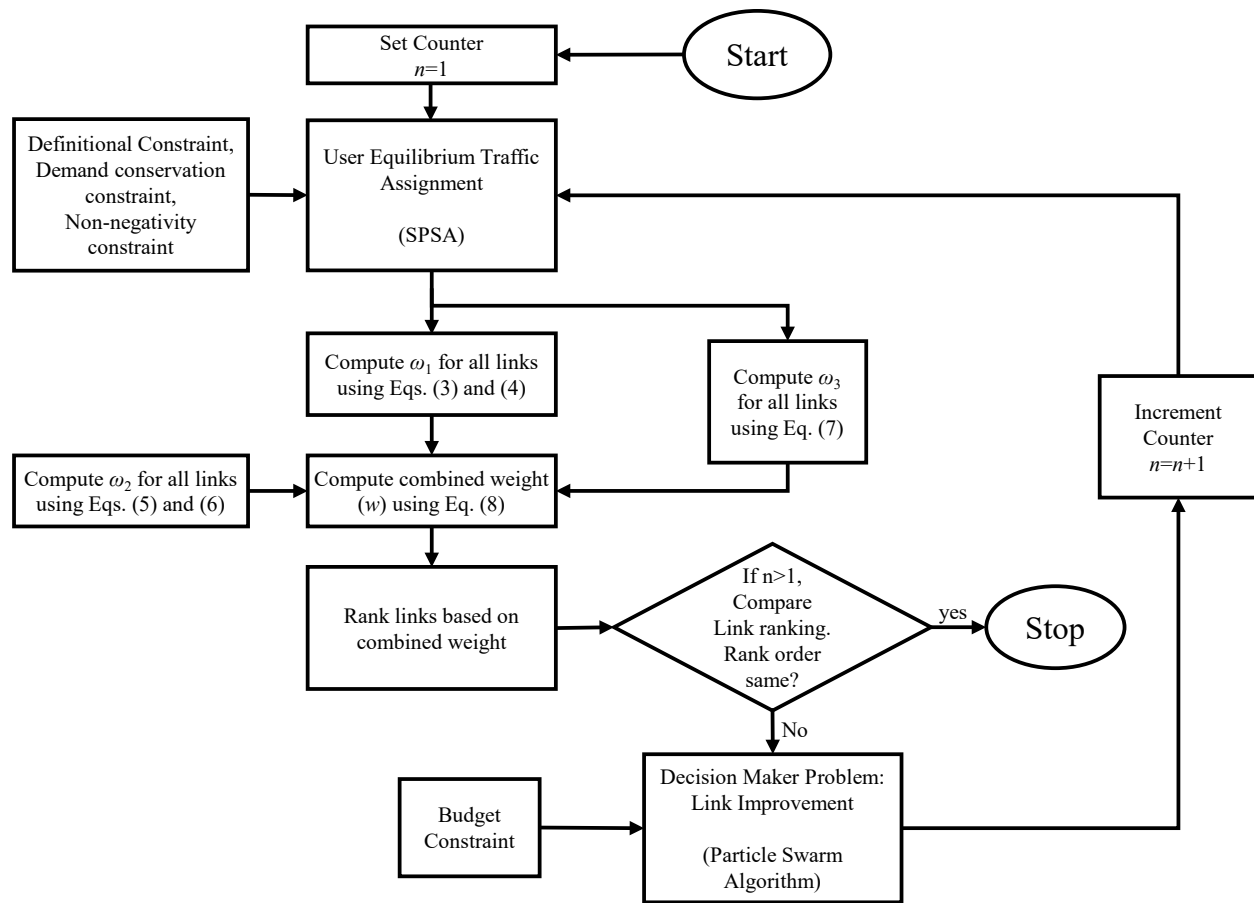 Set Counter
n=1
Start
Definitional Constraint,
Demand conservation
constraint,
Non-negativity
constraint
User Equilibrium Traffic
Assignment
(SPSA)
Compute ω1 for all links
using Eqs. (3) and (4)
Compute ω3
for all links
using Eq. (7)
Increment
Counter
n=n+1
Compute ω2 for all links
using Eqs. (5) and (6)
Compute combined weight
(w) using Eq. (8)
Rank links based on
combined weight
If n>1,
Compare
Link ranking.
Rank order
same?
yes
Stop
No
Budget
Constraint
Decision Maker Problem:
Link Improvement
(Particle Swarm
Algorithm)